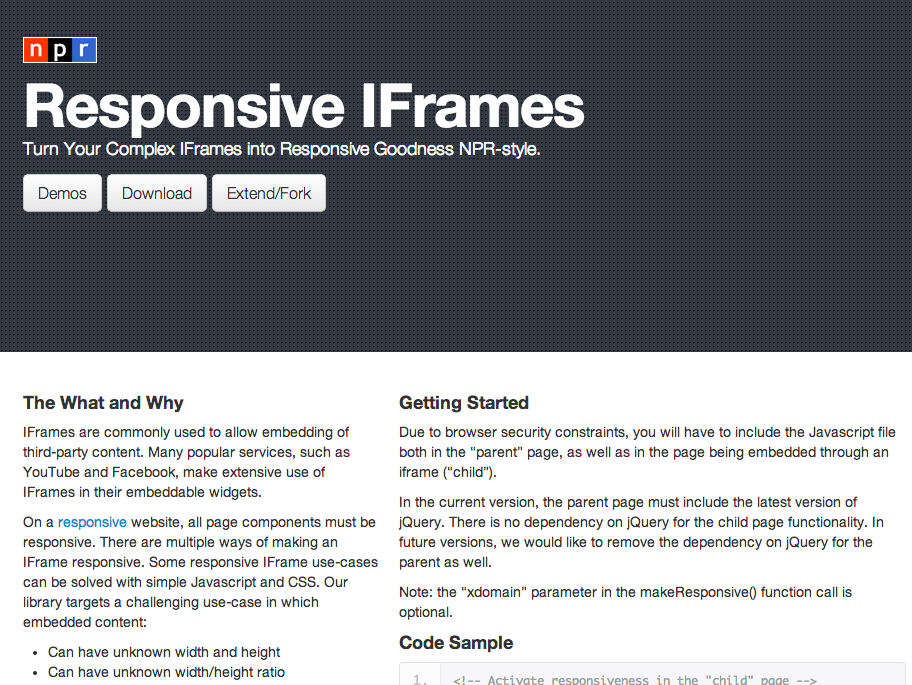 npr
Responsive IFrames
Turn Your Complex IFrames into Responsive Goodness NPR-style.
Demos Download Extend/Fork
The What and Why
IFrames are commonly used to allow embedding of
third-party content. Many popular services, such as
YouTube and Facebook, make extensive use of
IFrames in their embeddable widgets.
On a responsive website, all page components must be
responsive. There are multiple ways of making an
IFrame responsive. Some responsive IFrame use-cases
can be solved with simple Javascript and CSS. Our
library targets a challenging use-case in which
embedded content:
• Can have unknown width and height
• Can have unknown width/height ratio
Getting Started
Due to browser security constraints, you will have to include the Javascript file
both in the “parent” page, as well as in the page being embedded through an
iframe (“child”).
In the current version, the parent page must include the latest version of
jQuery. There is no dependency on jQuery for the child page functionality. In
future versions, we would like to remove the dependency on jQuery for the
parent as well.
Note: the “xdomain” parameter in the makeResponsive() function call is
optional.
Code Sample
1. <!-- Activate responsiveness in the "child" page -->